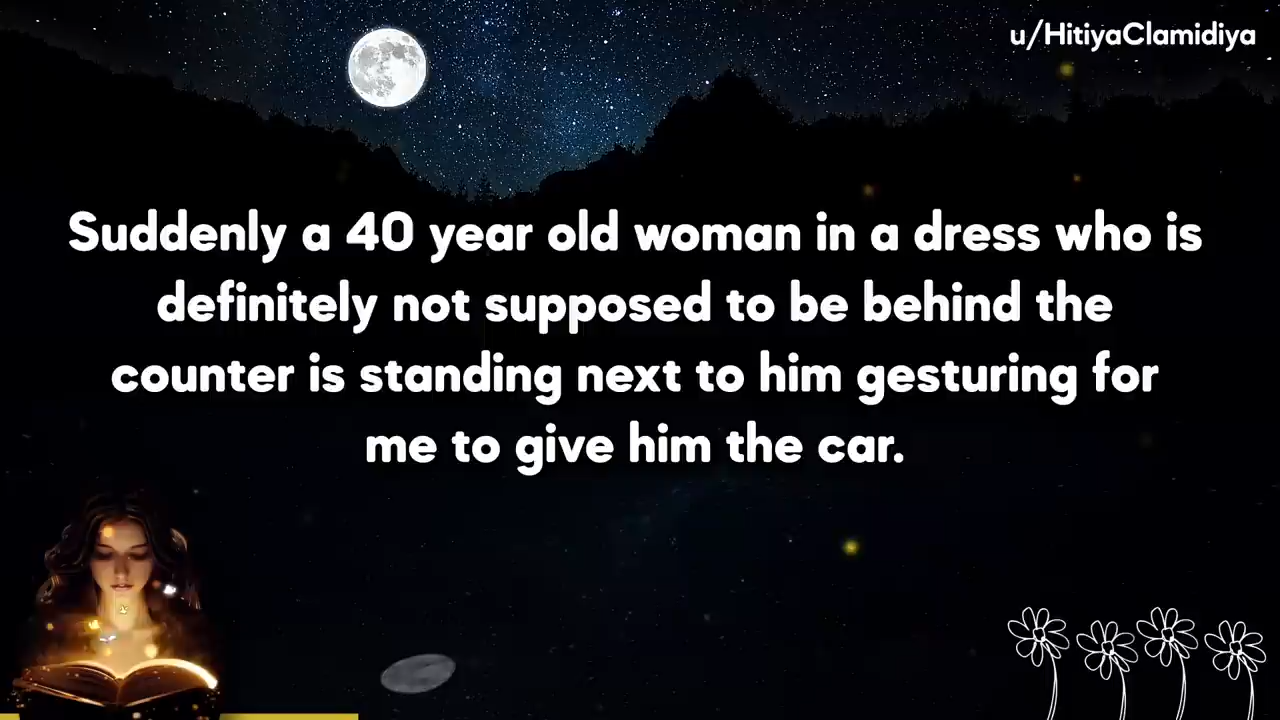 u/HitiyaClamidiya
Suddenly a 40 year old woman in a dress who is
definitely not supposed to be behind the
counter is standing next to him gesturing for
me to give him the car.